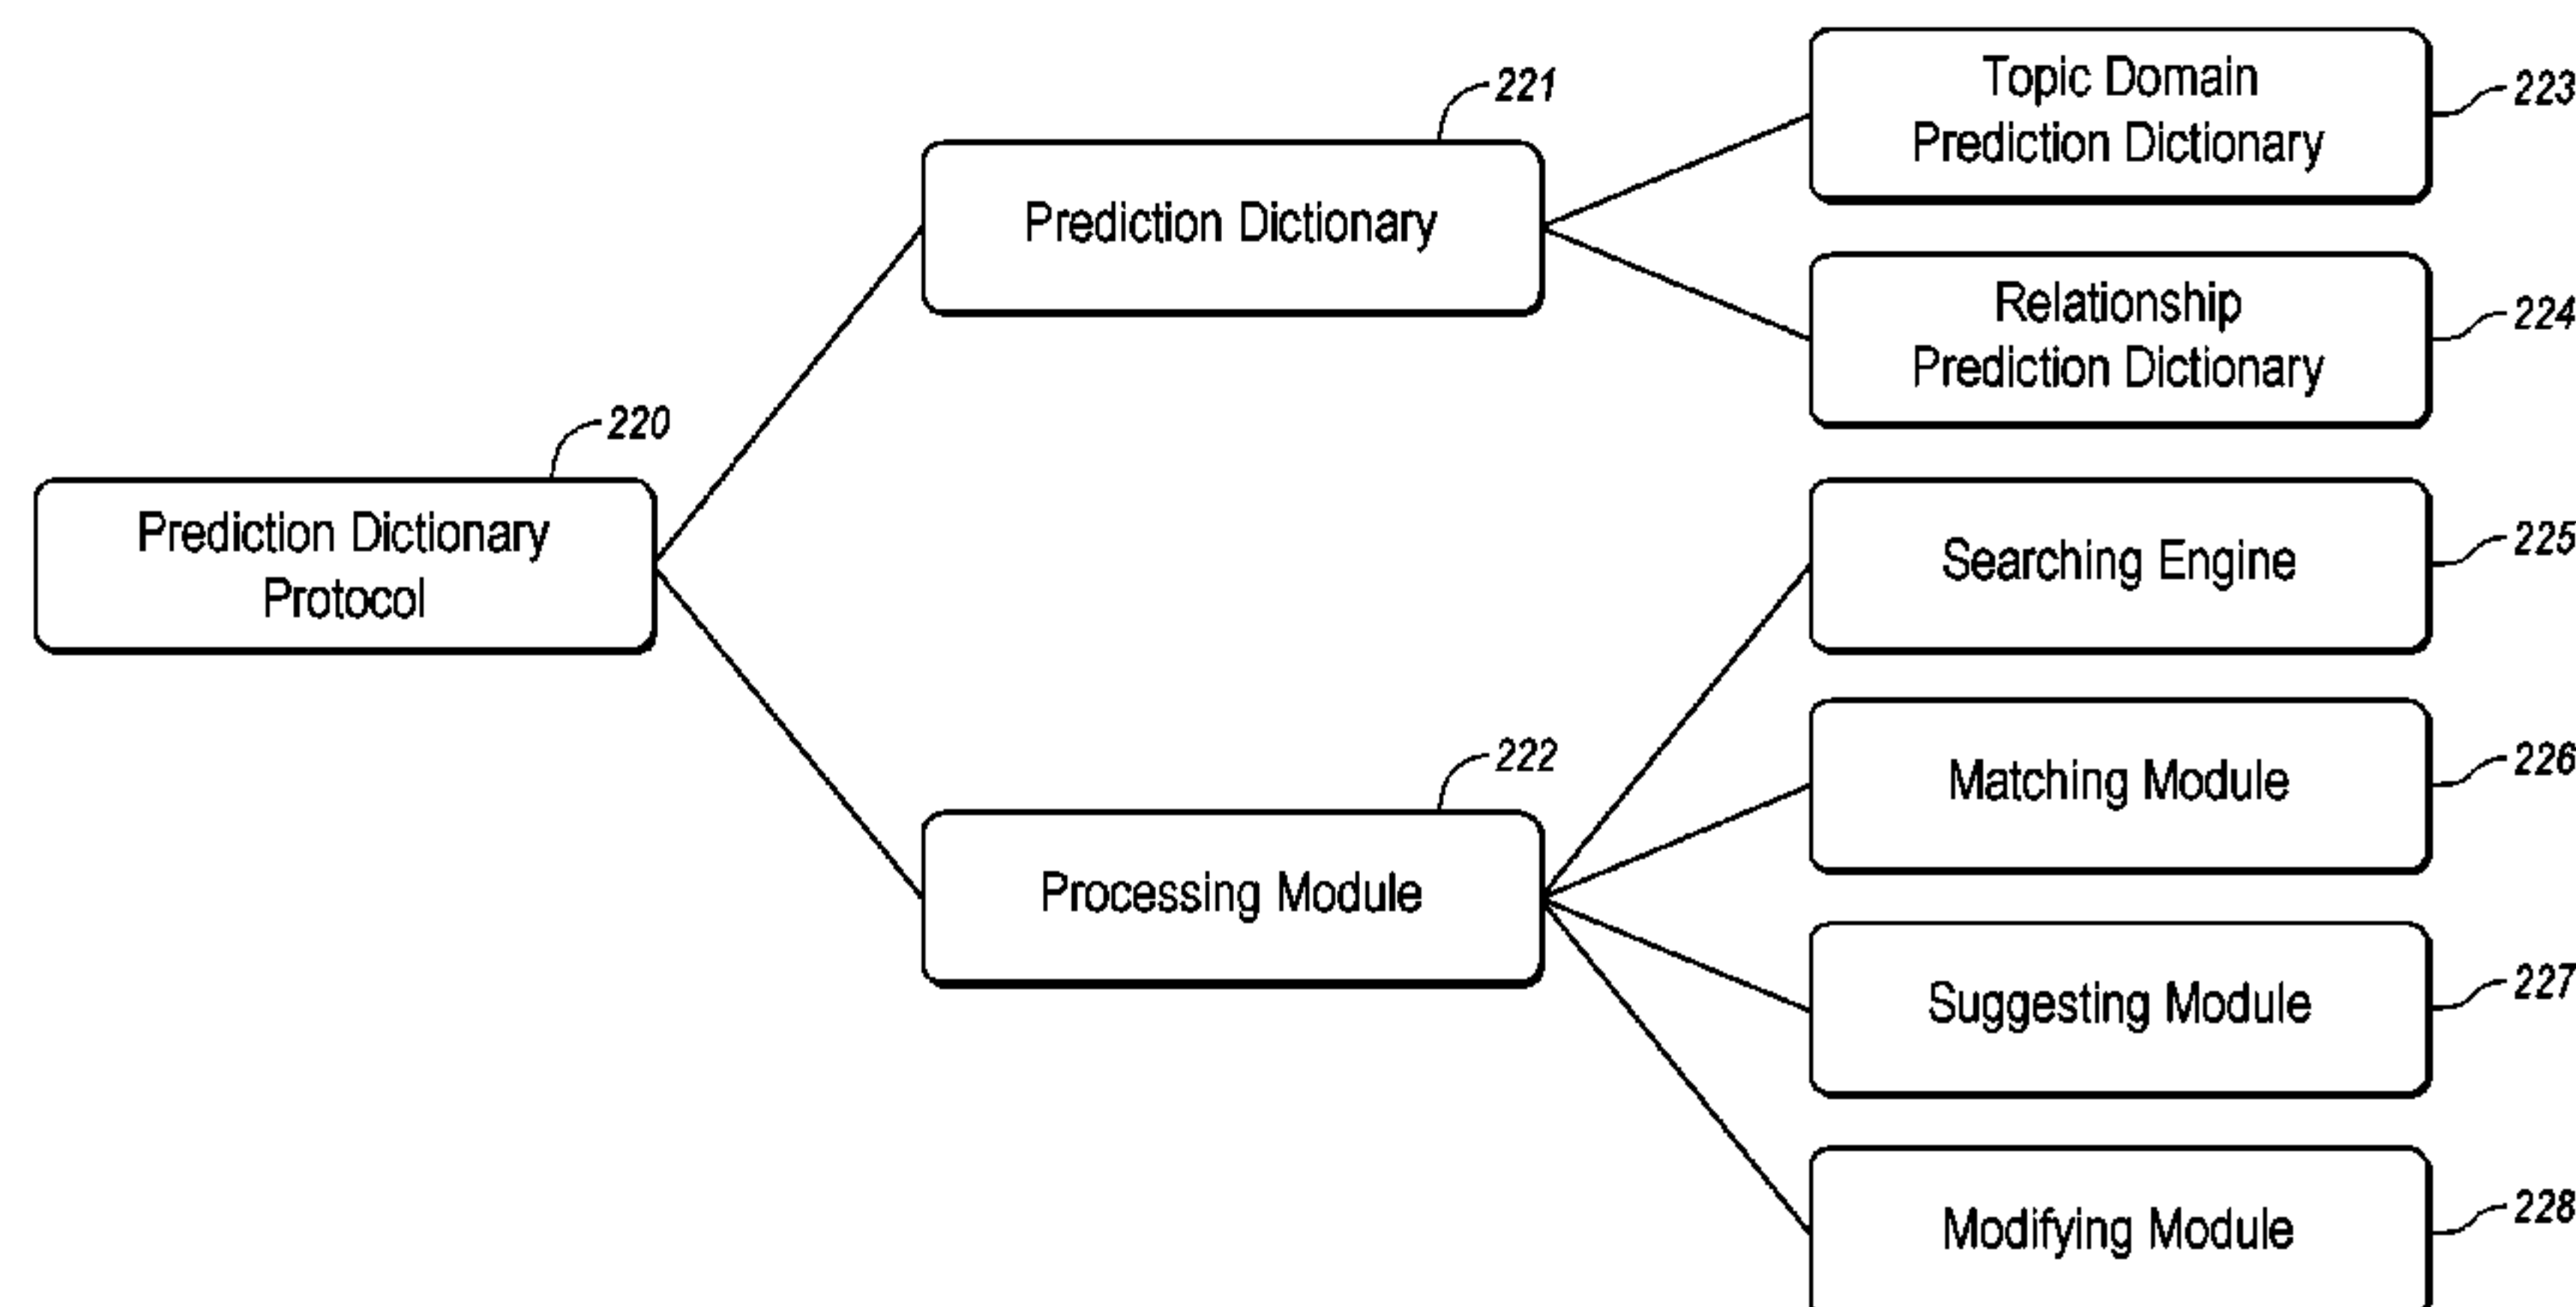 221
Prediction Dictionary
Topic Domain
Prediction Dictionary
223
Relationship
Prediction Dictionary
224
220
Prediction Dictionary
Protocol
Searching Engine
225
222
Processing Module
Matching Module
226
Suggesting Module
227
Modifying Module
228